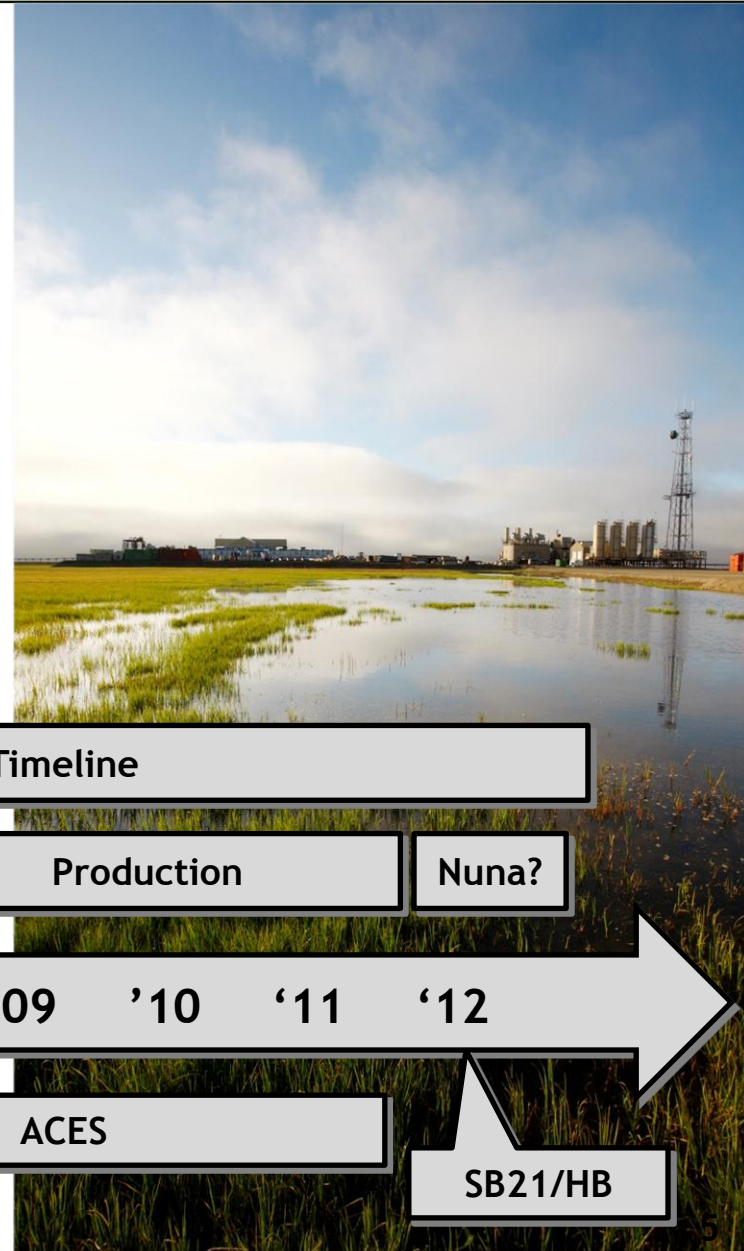 Timeline
Production
Nuna?
09 ’10 ‘11 ‘12
ACES
SB21/HB
5